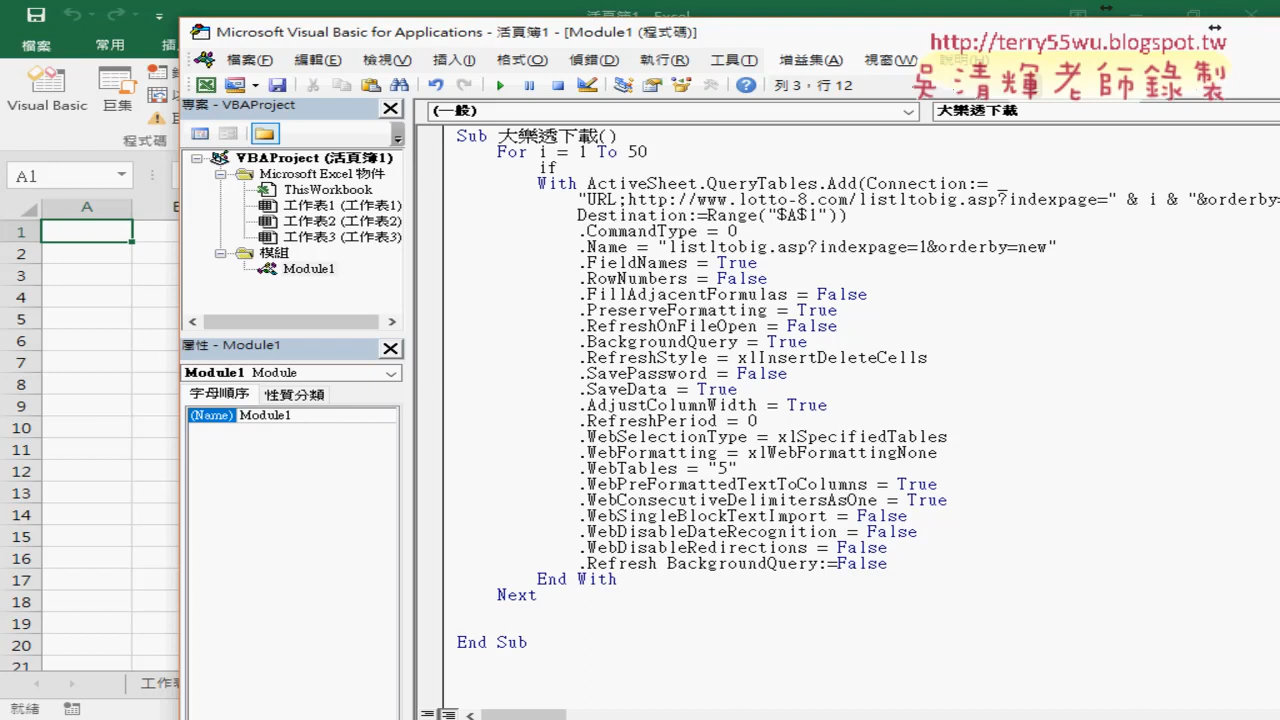 活頁簿1 - Excel
檔案 常用
Visual Basic 巨集
程式碼
A1
A
1
2
3
4
5
6
7
8
9
10
11
12
13
14
15
16
17
18
19
20
21
就緒
Microsoft Visual Basic for Applications - 活頁簿1 - [Module1 (程式碼)]
http://terry55wu.blogspot.tw
吳清輝老師錄製
檔案(F) 編輯(E) 檢視(V) 插入(I) 格式(O) 偵錯(D) 執行(R) 工具(T) 增益集(A) 視窗(W)
列 3，行 12
專案 - VBAProject
VBAProject (活頁簿1)
Microsoft Excel 物件
ThisWorkbook
工作表1 (工作表1)
工作表2 (工作表2)
工作表3 (工作表3)
模組
Module1
屬性 - Module1
Module1 Module
字母順序 性質分類
(Name) Module1
(一般) 大樂透下載
Sub 大樂透下載()
For i = 1 To 50
if
With ActiveSheet.QueryTables.Add(Connection:= _
"URL;http://www.lotto-8.com/listltobig.asp?indexpage=" & i & "&orderby=
Destination:=Range("$A$1"))
.CommandType = 0
.Name = "listltobig.asp?indexpage=1&orderby=new"
.FieldNames = True
.RowNumbers = False
.FillAdjacentFormulas = False
.PreserveFormatting = True
.RefreshOnFileOpen = False
.BackgroundQuery = True
.RefreshStyle = xlInsertDeleteCells
.SavePassword = False
.SaveData = True
.AdjustColumnWidth = True
.RefreshPeriod = 0
.WebSelectionType = xlSpecifiedTables
.WebFormatting = xlWebFormattingNone
.WebTables = "5"
.WebPreFormattedTextToColumns = True
.WebConsecutiveDelimitersAsOne = True
.WebSingleBlockTextImport = False
.WebDisableDateRecognition = False
.WebDisableRedirections = False
.Refresh BackgroundQuery:=False
End With
Next
End Sub